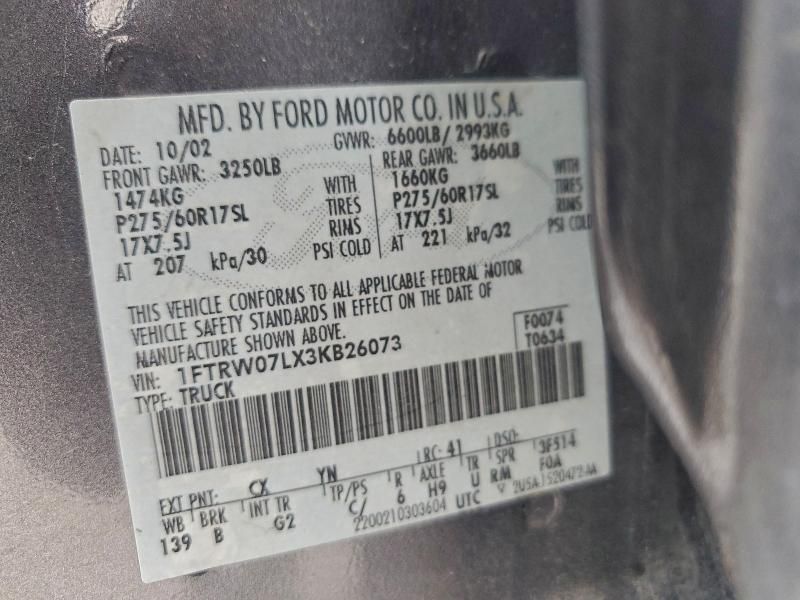 MFD. BY FORD MOTOR CO. IN U.S.A.
DATE: 10/02 GVWR: 6600LB/ 2993KG
FRONT GAWR: 3250LB REAR GAWR: 3660LB
1474KG WITH 1660KG WITH
P275/60R17SL TIRES P275/60R17SL TIRES
17X7.5J RIMS 17X7.5J RIMS
AT 207 kPa/30 PSI COLD AT 221 kPa/32 PSI COLD
THIS VEHICLE CONFORMS TO ALL APPLICABLE FEDERAL MOTOR
VEHICLE SAFETY STANDARDS IN EFFECT ON THE DATE OF
MANUFACTURE SHOWN ABOVE.
F0074
VIN: 1FTRW07LX3KB26073 T0634
TYPE: TRUCK
EXT PNT: CX YN RC: 41 DSO: 3F514
WB BRK INT TR TP/PS R AXLE TR SPR F0A
139 B G2 C/ 6 H9 U RM
2200210303604 UTC